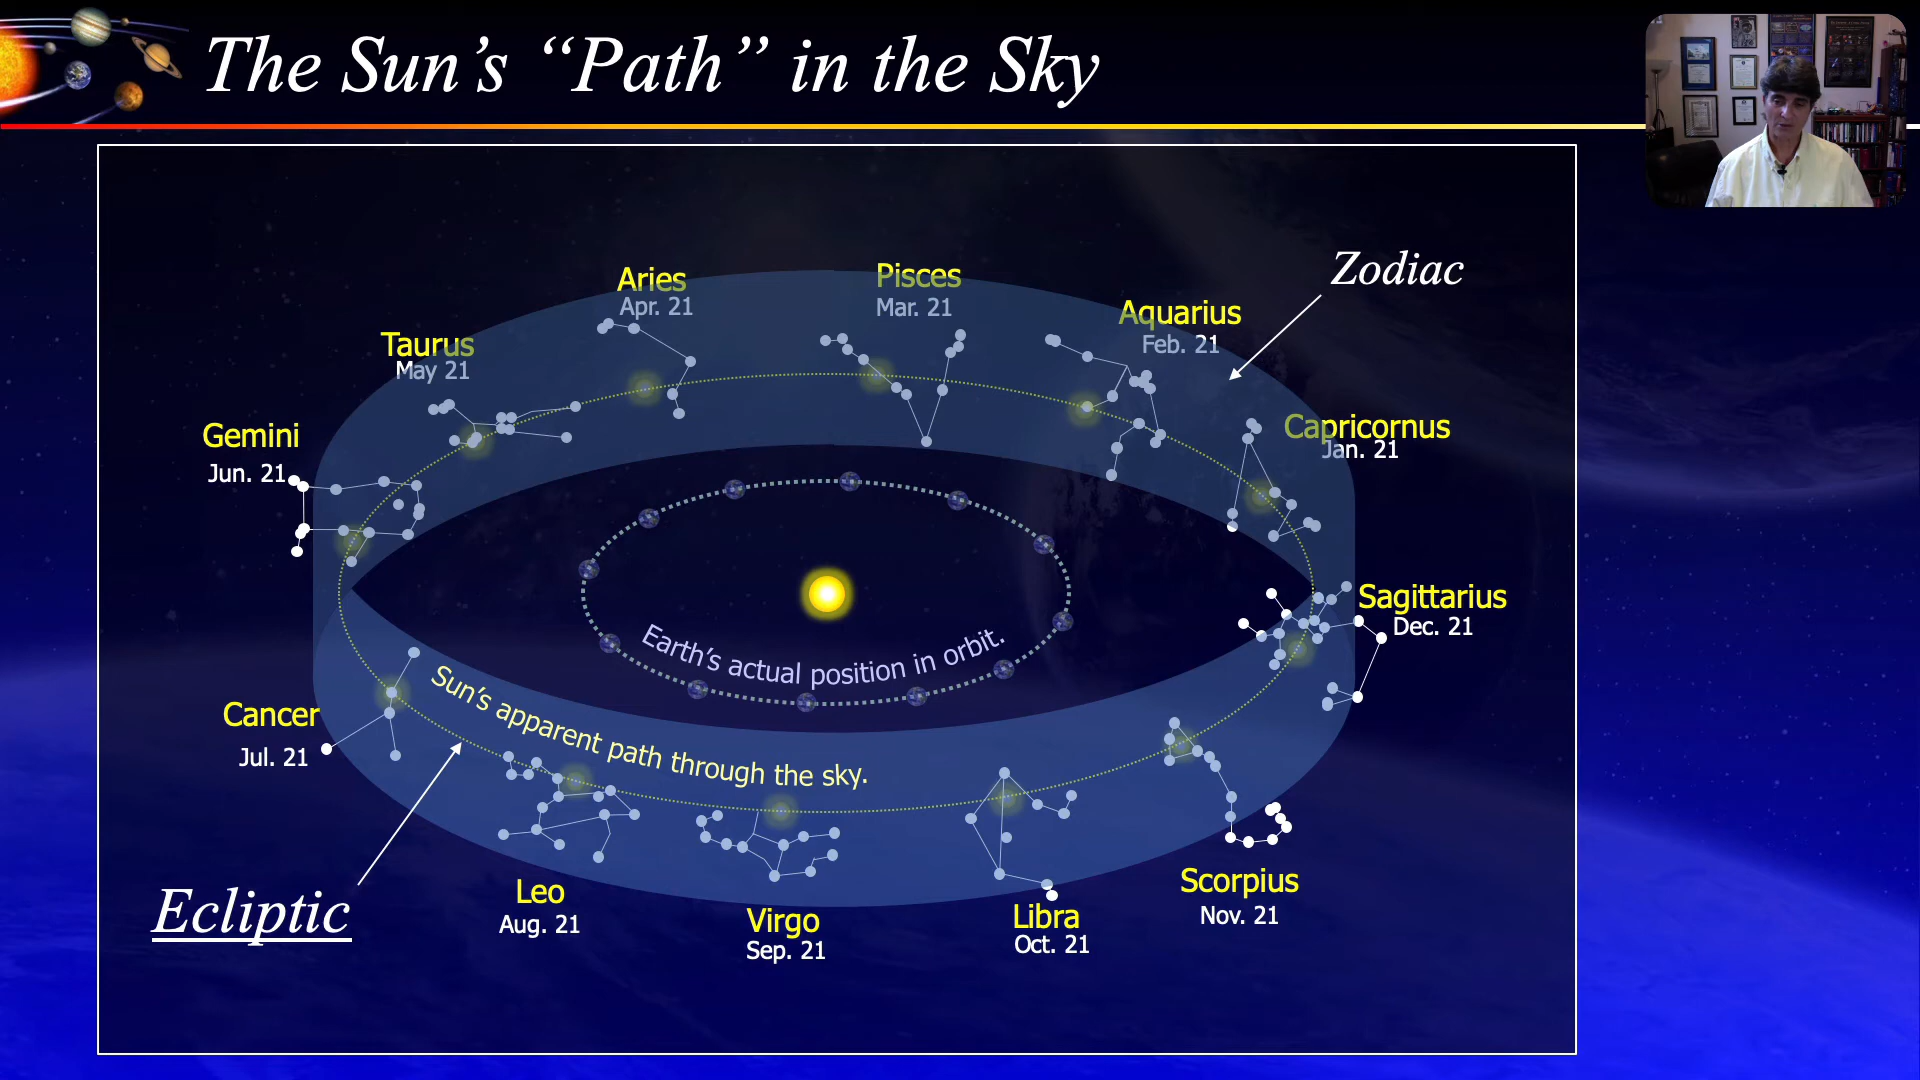 The Sun's “Path” in the Sky
Zodiac
Aries
Apr. 21
Pisces
Mar. 21
Aquarius
Feb. 21
Taurus
May 21
Capricornus
Jan. 21
Gemini
Jun. 21
Sagittarius
Dec. 21
Earth's actual position in orbit.
Sun's apparent path through the sky.
Cancer
Jul. 21
Ecliptic
Leo
Aug. 21
Virgo
Sep. 21
Libra
Oct. 21
Scorpius
Nov. 21